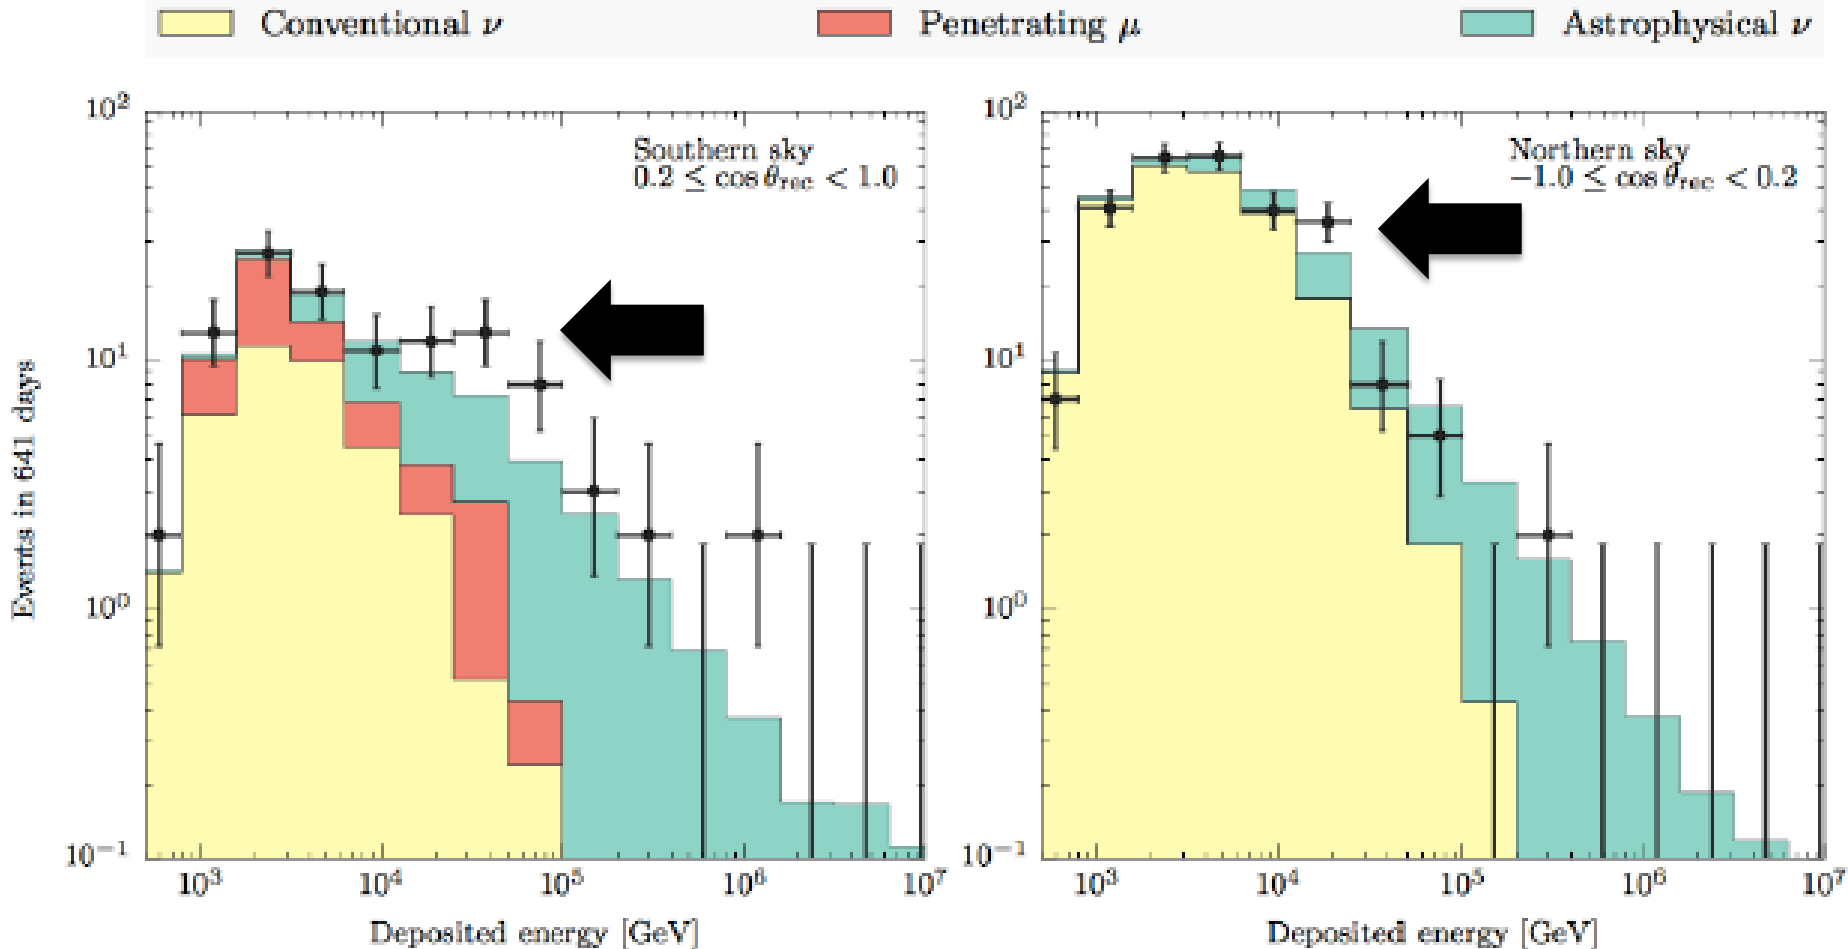 Conventional ν Penetrating μ Astrophysical ν
Southern sky
0.2 ≤ cos θrec < 1.0
Northern sky
−1.0 ≤ cos θrec < 0.2
Events in 641 days
10²
10¹
10⁰
10⁻¹
10³ 10⁴ 10⁵ 10⁶ 10⁷
Deposited energy [GeV]
10²
10¹
10⁰
10⁻¹
10³ 10⁴ 10⁵ 10⁶ 10⁷
Deposited energy [GeV]